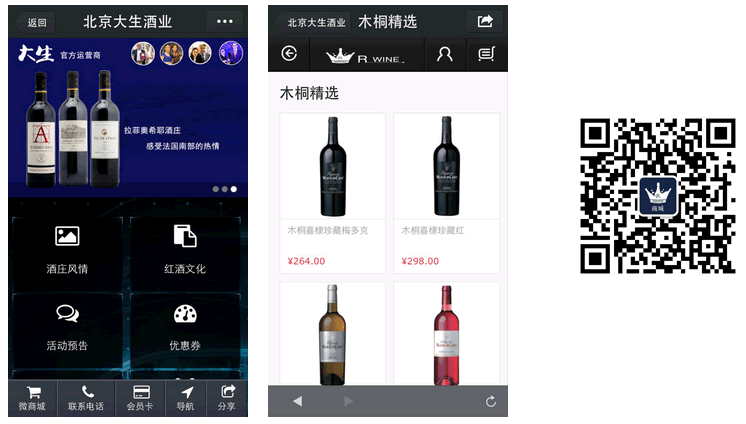 返回
北京大生酒业
大生 官方运营商
拉菲奥希耶酒庄
感受法国南部的热情
酒庄风情
红酒文化
活动预告
优惠券
微商城
联系电话
会员卡
导航
分享
北京大生酒业
木桐精选
R WINE
木桐精选
木桐嘉棣珍藏梅多克
¥264.00
木桐嘉棣珍藏红
¥298.00
商城